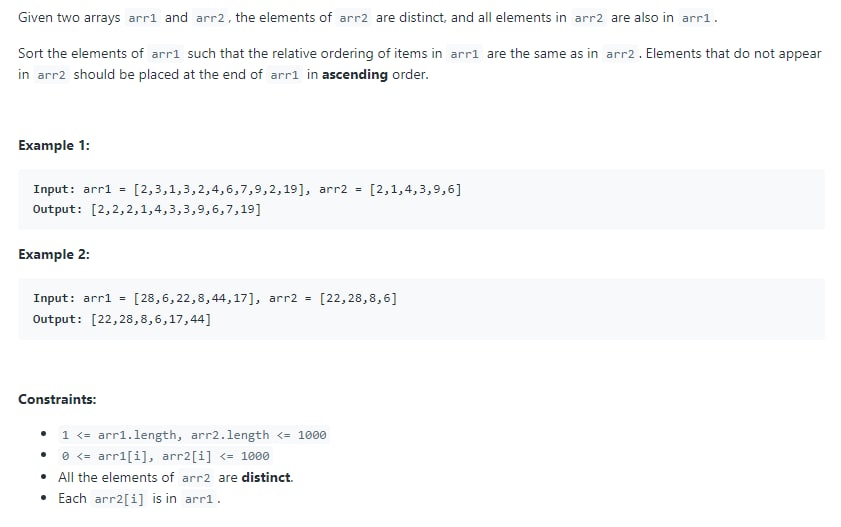 Given two arrays arr1 and arr2, the elements of arr2 are distinct, and all elements in arr2 are also in arr1.
Sort the elements of arr1 such that the relative ordering of items in arr1 are the same as in arr2. Elements that do not appear
in arr2 should be placed at the end of arr1 in ascending order.
Example 1:
Input: arr1 = [2,3,1,3,2,4,6,7,9,2,19], arr2 = [2,1,4,3,9,6]
Output: [2,2,2,1,4,3,3,9,6,7,19]
Example 2:
Input: arr1 = [28,6,22,8,44,17], arr2 = [22,28,8,6]
Output: [22,28,8,6,17,44]
Constraints:
• 1 <= arr1.length, arr2.length <= 1000
• 0 <= arr1[i], arr2[i] <= 1000
• All the elements of arr2 are distinct.
• Each arr2[i] is in arr1.